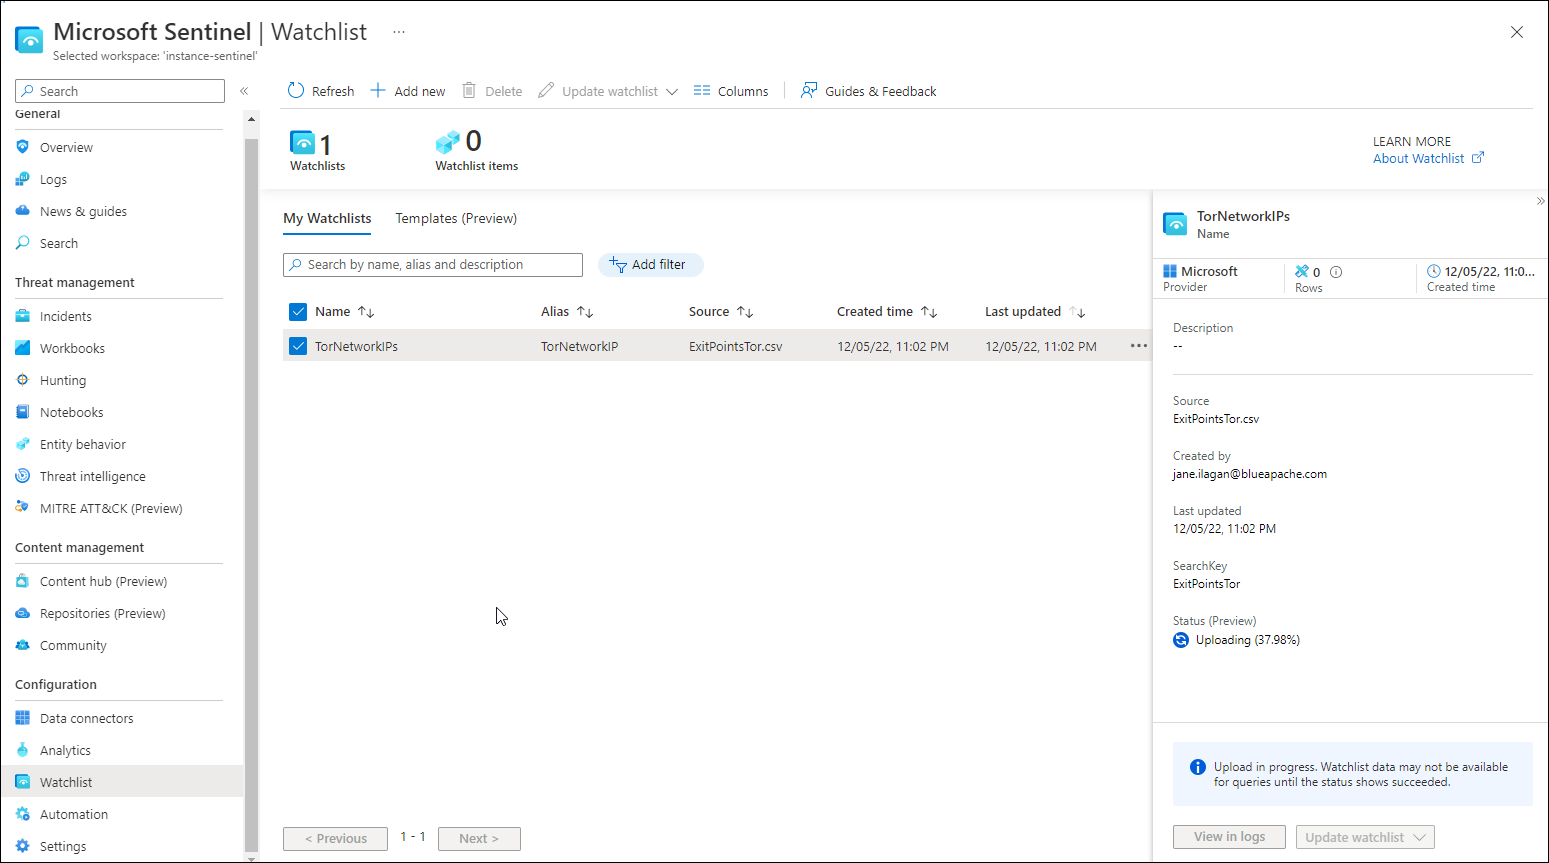 Microsoft Sentinel | Watchlist ...
Selected workspace: 'instance-sentinel'
Search
«
General
Overview
Logs
News & guides
Search
Threat management
Incidents
Workbooks
Hunting
Notebooks
Entity behavior
Threat intelligence
MITRE ATT&CK (Preview)
Content management
Content hub (Preview)
Repositories (Preview)
Community
Configuration
Data connectors
Analytics
Watchlist
Automation
Settings
Refresh Add new Delete Update watchlist Columns Guides & Feedback
1
Watchlists
0
Watchlist items
LEARN MORE
About Watchlist
My Watchlists Templates (Preview)
Search by name, alias and description Add filter
Name Alias Source Created time Last updated
TorNetworkIPs TorNetworkIP ExitPointsTor.csv 12/05/22, 11:02 PM 12/05/22, 11:02 PM ...
< Previous 1 - 1 Next >
»
TorNetworkIPs
Name
Microsoft
Provider
0
Rows
12/05/22, 11:0...
Created time
Description
--
Source
ExitPointsTor.csv
Created by
jane.ilagan@blueapache.com
Last updated
12/05/22, 11:02 PM
SearchKey
ExitPointsTor
Status (Preview)
Uploading (37.98%)
Upload in progress. Watchlist data may not be available
for queries until the status shows succeeded.
View in logs Update watchlist